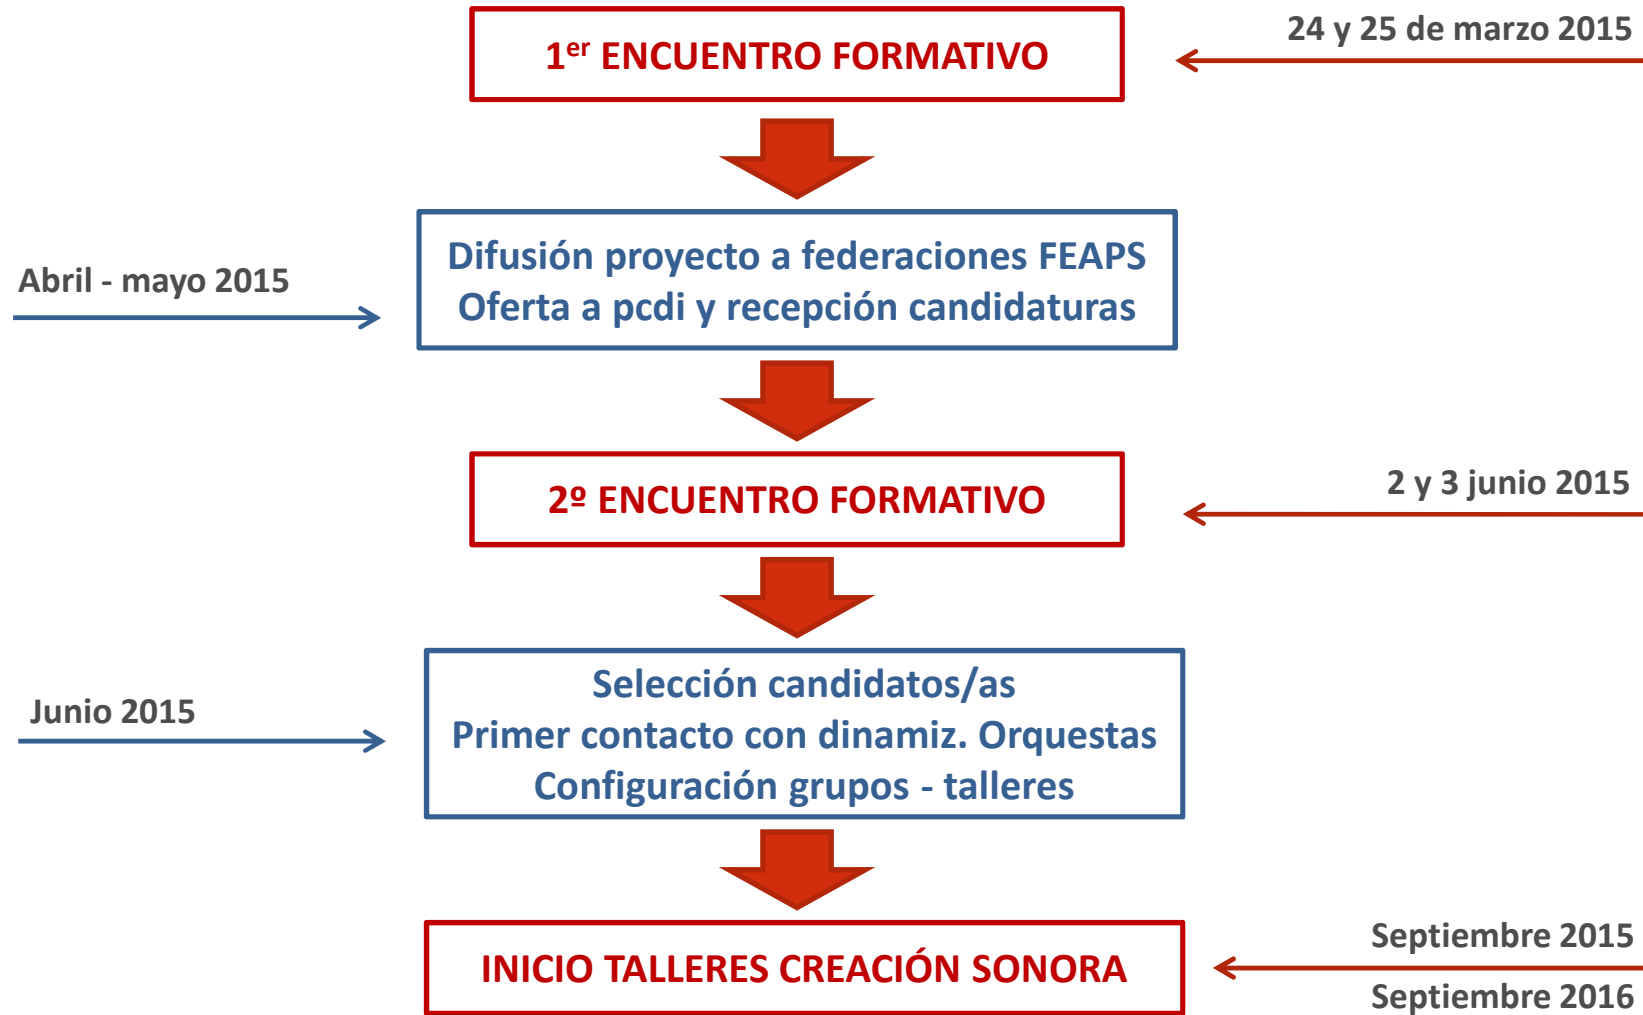 1er ENCUENTRO FORMATIVO
24 y 25 de marzo 2015
Abril - mayo 2015
Difusión proyecto a federaciones FEAPS
Oferta a pcdi y recepción candidaturas
2º ENCUENTRO FORMATIVO
2 y 3 junio 2015
Junio 2015
Selección candidatos/as
Primer contacto con dinamiz. Orquestas
Configuración grupos - talleres
INICIO TALLERES CREACIÓN SONORA
Septiembre 2015
Septiembre 2016